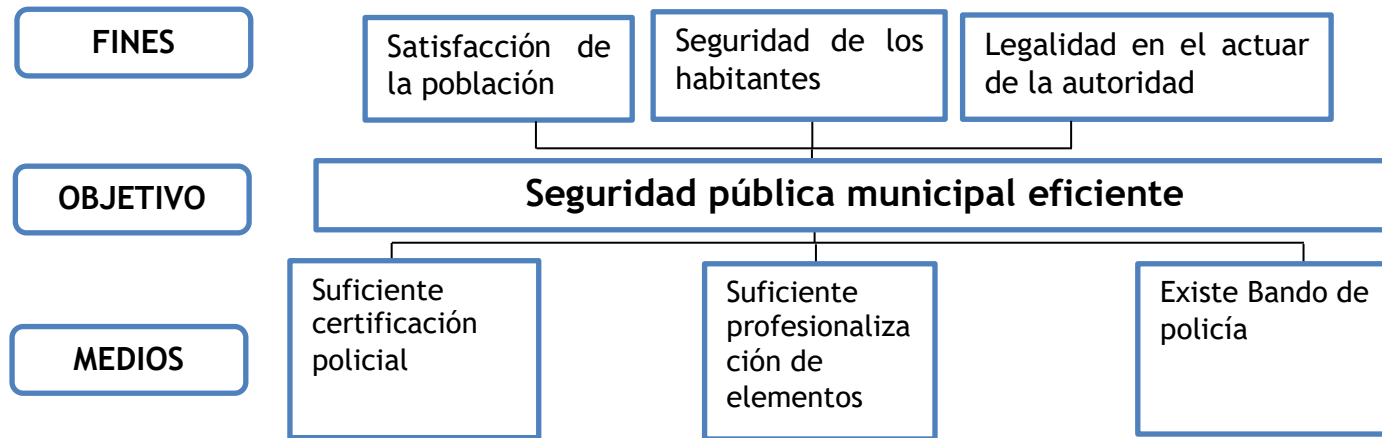 FINES
Satisfacción de
la población
Seguridad de los
habitantes
Legalidad en el actuar
de la autoridad
OBJETIVO
Seguridad pública municipal eficiente
MEDIOS
Suficiente
certificación
policial
Suficiente
profesionaliza
ción de
elementos
Existe Bando de
policía